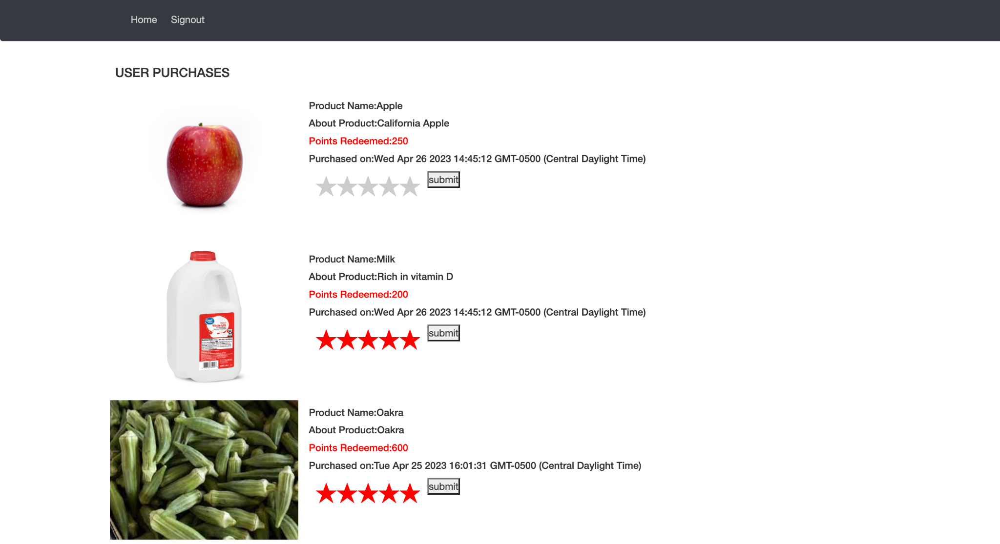 Home Signout
USER PURCHASES
Product Name:Apple
About Product:California Apple
Points Redeemed:250
Purchased on:Wed Apr 26 2023 14:45:12 GMT-0500 (Central Daylight Time)
submit
Great Value
Whole Milk
Product Name:Milk
About Product:Rich in vitamin D
Points Redeemed:200
Purchased on:Wed Apr 26 2023 14:45:12 GMT-0500 (Central Daylight Time)
submit
Product Name:Oakra
About Product:Oakra
Points Redeemed:600
Purchased on:Tue Apr 25 2023 16:01:31 GMT-0500 (Central Daylight Time)
submit